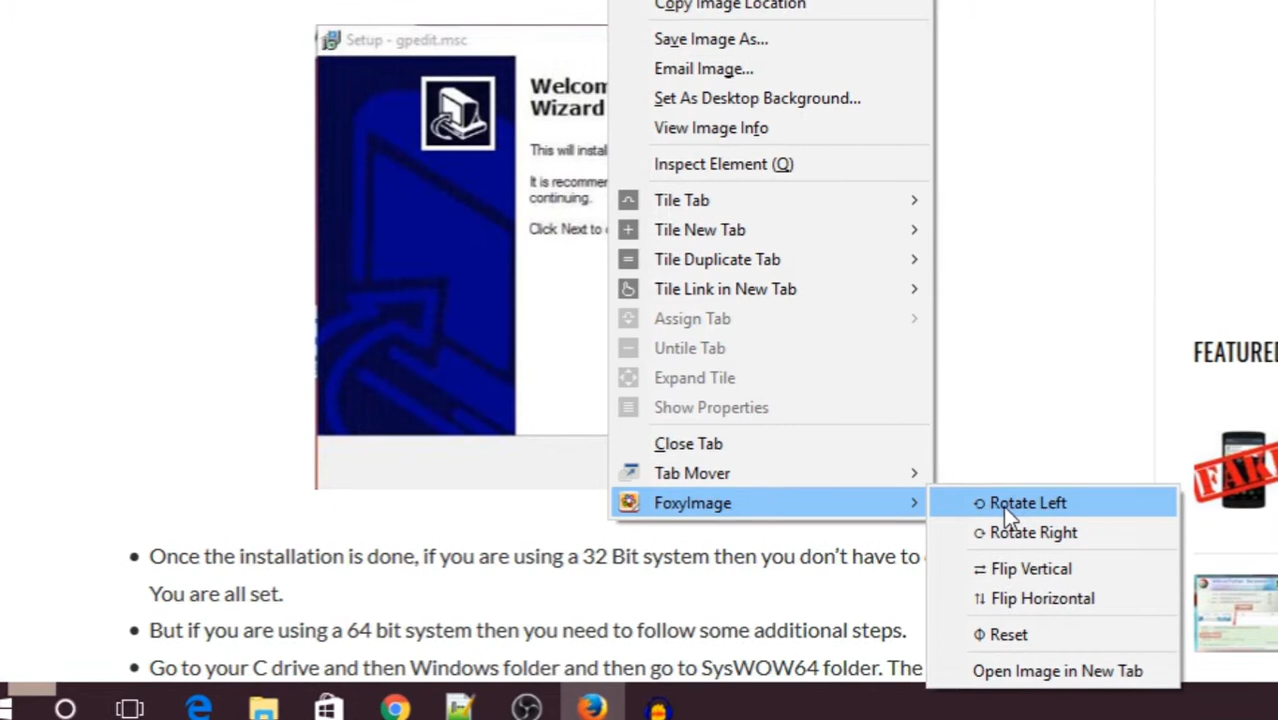 Copy Image Location
Setup - gpedit.msc
Save Image As...
Email Image...
Set As Desktop Background...
View Image Info
Inspect Element (Q)
Tile Tab
Tile New Tab
Tile Duplicate Tab
Tile Link in New Tab
Assign Tab
Untile Tab
Expand Tile
Show Properties
Close Tab
Tab Mover
FoxyImage
Rotate Left
Rotate Right
Flip Vertical
Flip Horizontal
Reset
Open Image in New Tab
Welcom
Wizard
This will instal
It is recommen
continuing.
Click Next to
FEATURE
FAKE
Once the installation is done, if you are using a 32 Bit system then you don't have to
You are all set.
But if you are using a 64 bit system then you need to follow some additional steps.
Go to your C drive and then Windows folder and then go to SysWOW64 folder. The